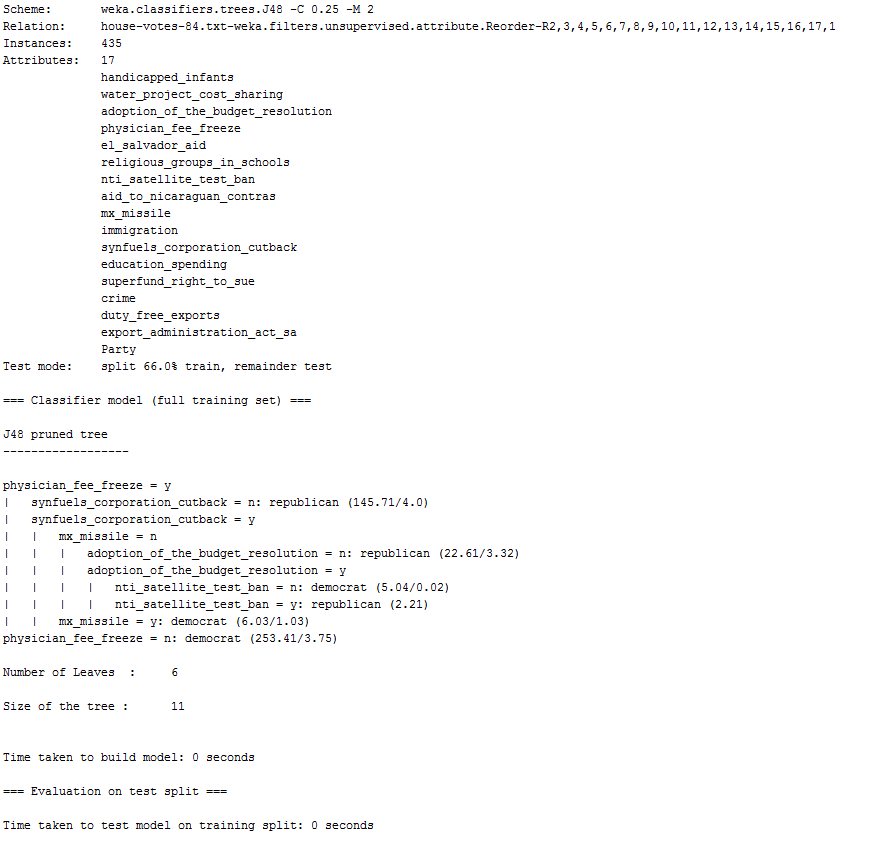 Scheme:       weka.classifiers.trees.J48 -C 0.25 -M 2
Relation:     house-votes-84.txt-weka.filters.unsupervised.attribute.Reorder-R2,3,4,5,6,7,8,9,10,11,12,13,14,15,16,17,1
Instances:    435
Attributes:   17
              handicapped_infants
              water_project_cost_sharing
              adoption_of_the_budget_resolution
              physician_fee_freeze
              el_salvador_aid
              religious_groups_in_schools
              nti_satellite_test_ban
              aid_to_nicaraguan_contras
              mx_missile
              immigration
              synfuels_corporation_cutback
              education_spending
              superfund_right_to_sue
              crime
              duty_free_exports
              export_administration_act_sa
              Party
Test mode:    split 66.0% train, remainder test
=== Classifier model (full training set) ===
J48 pruned tree
------------------
physician_fee_freeze = y
|   synfuels_corporation_cutback = n: republican (145.71/4.0)
|   synfuels_corporation_cutback = y
|   |   mx_missile = n
|   |   |   adoption_of_the_budget_resolution = n: republican (22.61/3.32)
|   |   |   adoption_of_the_budget_resolution = y
|   |   |   |   nti_satellite_test_ban = n: democrat (5.04/0.02)
|   |   |   |   nti_satellite_test_ban = y: republican (2.21)
|   |   mx_missile = y: democrat (6.03/1.03)
physician_fee_freeze = n: democrat (253.41/3.75)
Number of Leaves  :     6
Size of the tree :      11
Time taken to build model: 0 seconds
=== Evaluation on test split ===
Time taken to test model on training split: 0 seconds